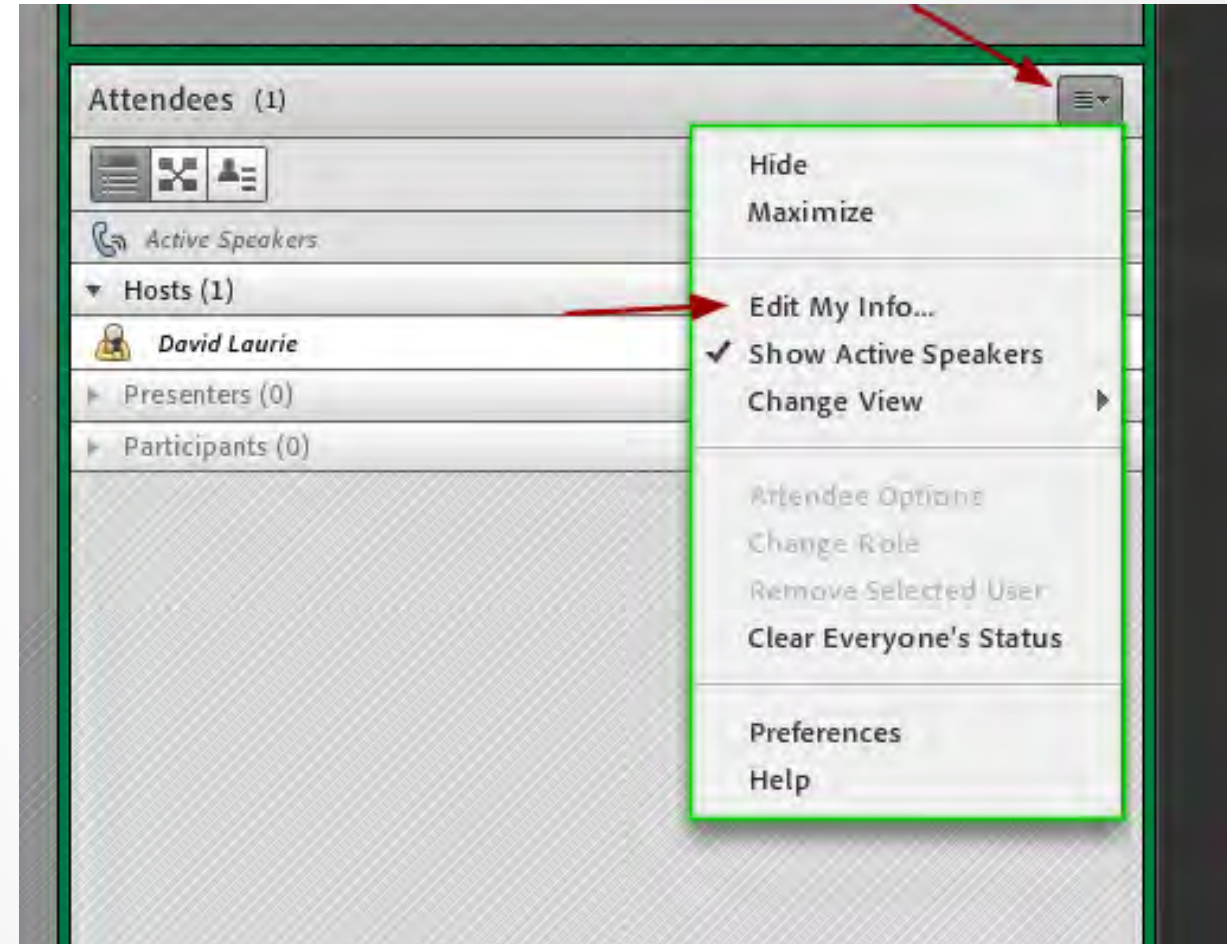 Attendees (1)
Active Speakers
Hosts (1)
David Laurie
Presenters (0)
Participants (0)
Hide
Maximize
Edit My Info...
Show Active Speakers
Change View
Attendee Options
Change Role
Remove Selected User
Clear Everyone's Status
Preferences
Help